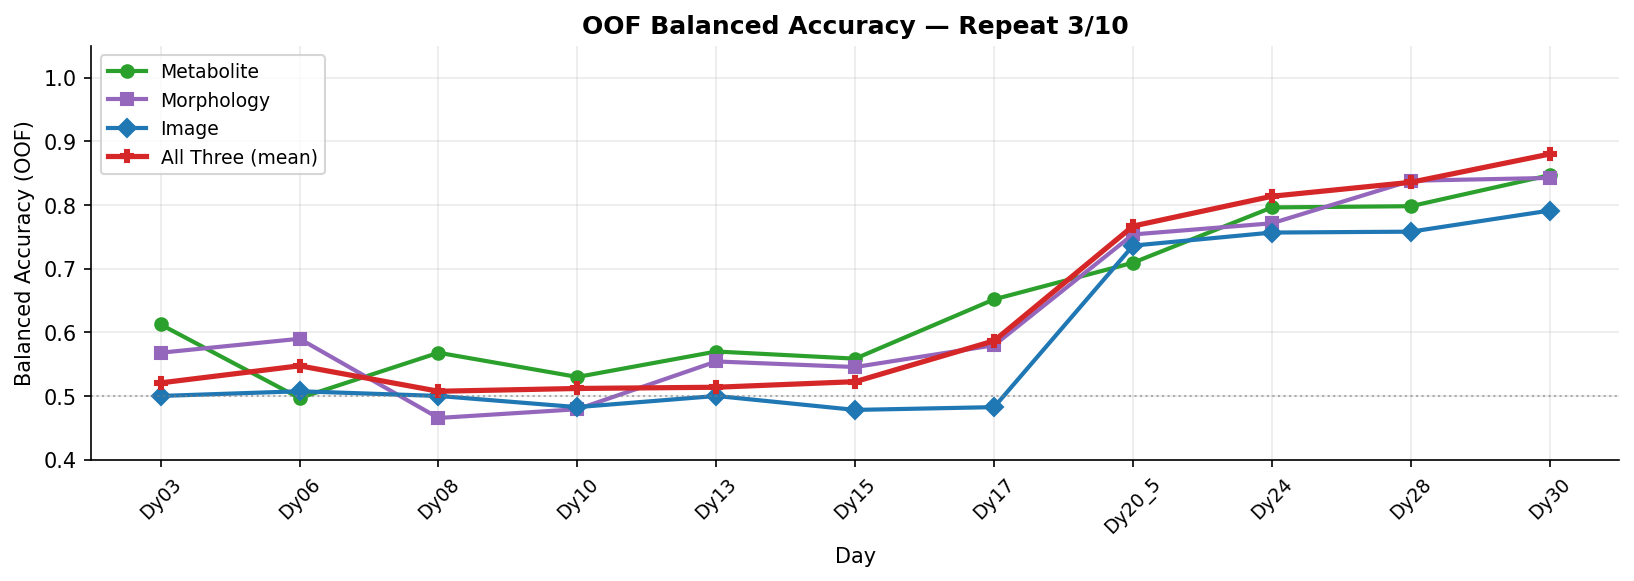 OOF Balanced Accuracy — Repeat 3/10
Metabolite
Morphology
Image
All Three (mean)
Balanced Accuracy (OOF)
1.0
0.9
0.8
0.7
0.6
0.5
0.4
Dy03
Dy06
Dy08
Dy10
Dy13
Dy15
Dy17
Dy20_5
Dy24
Dy28
Dy30
Day